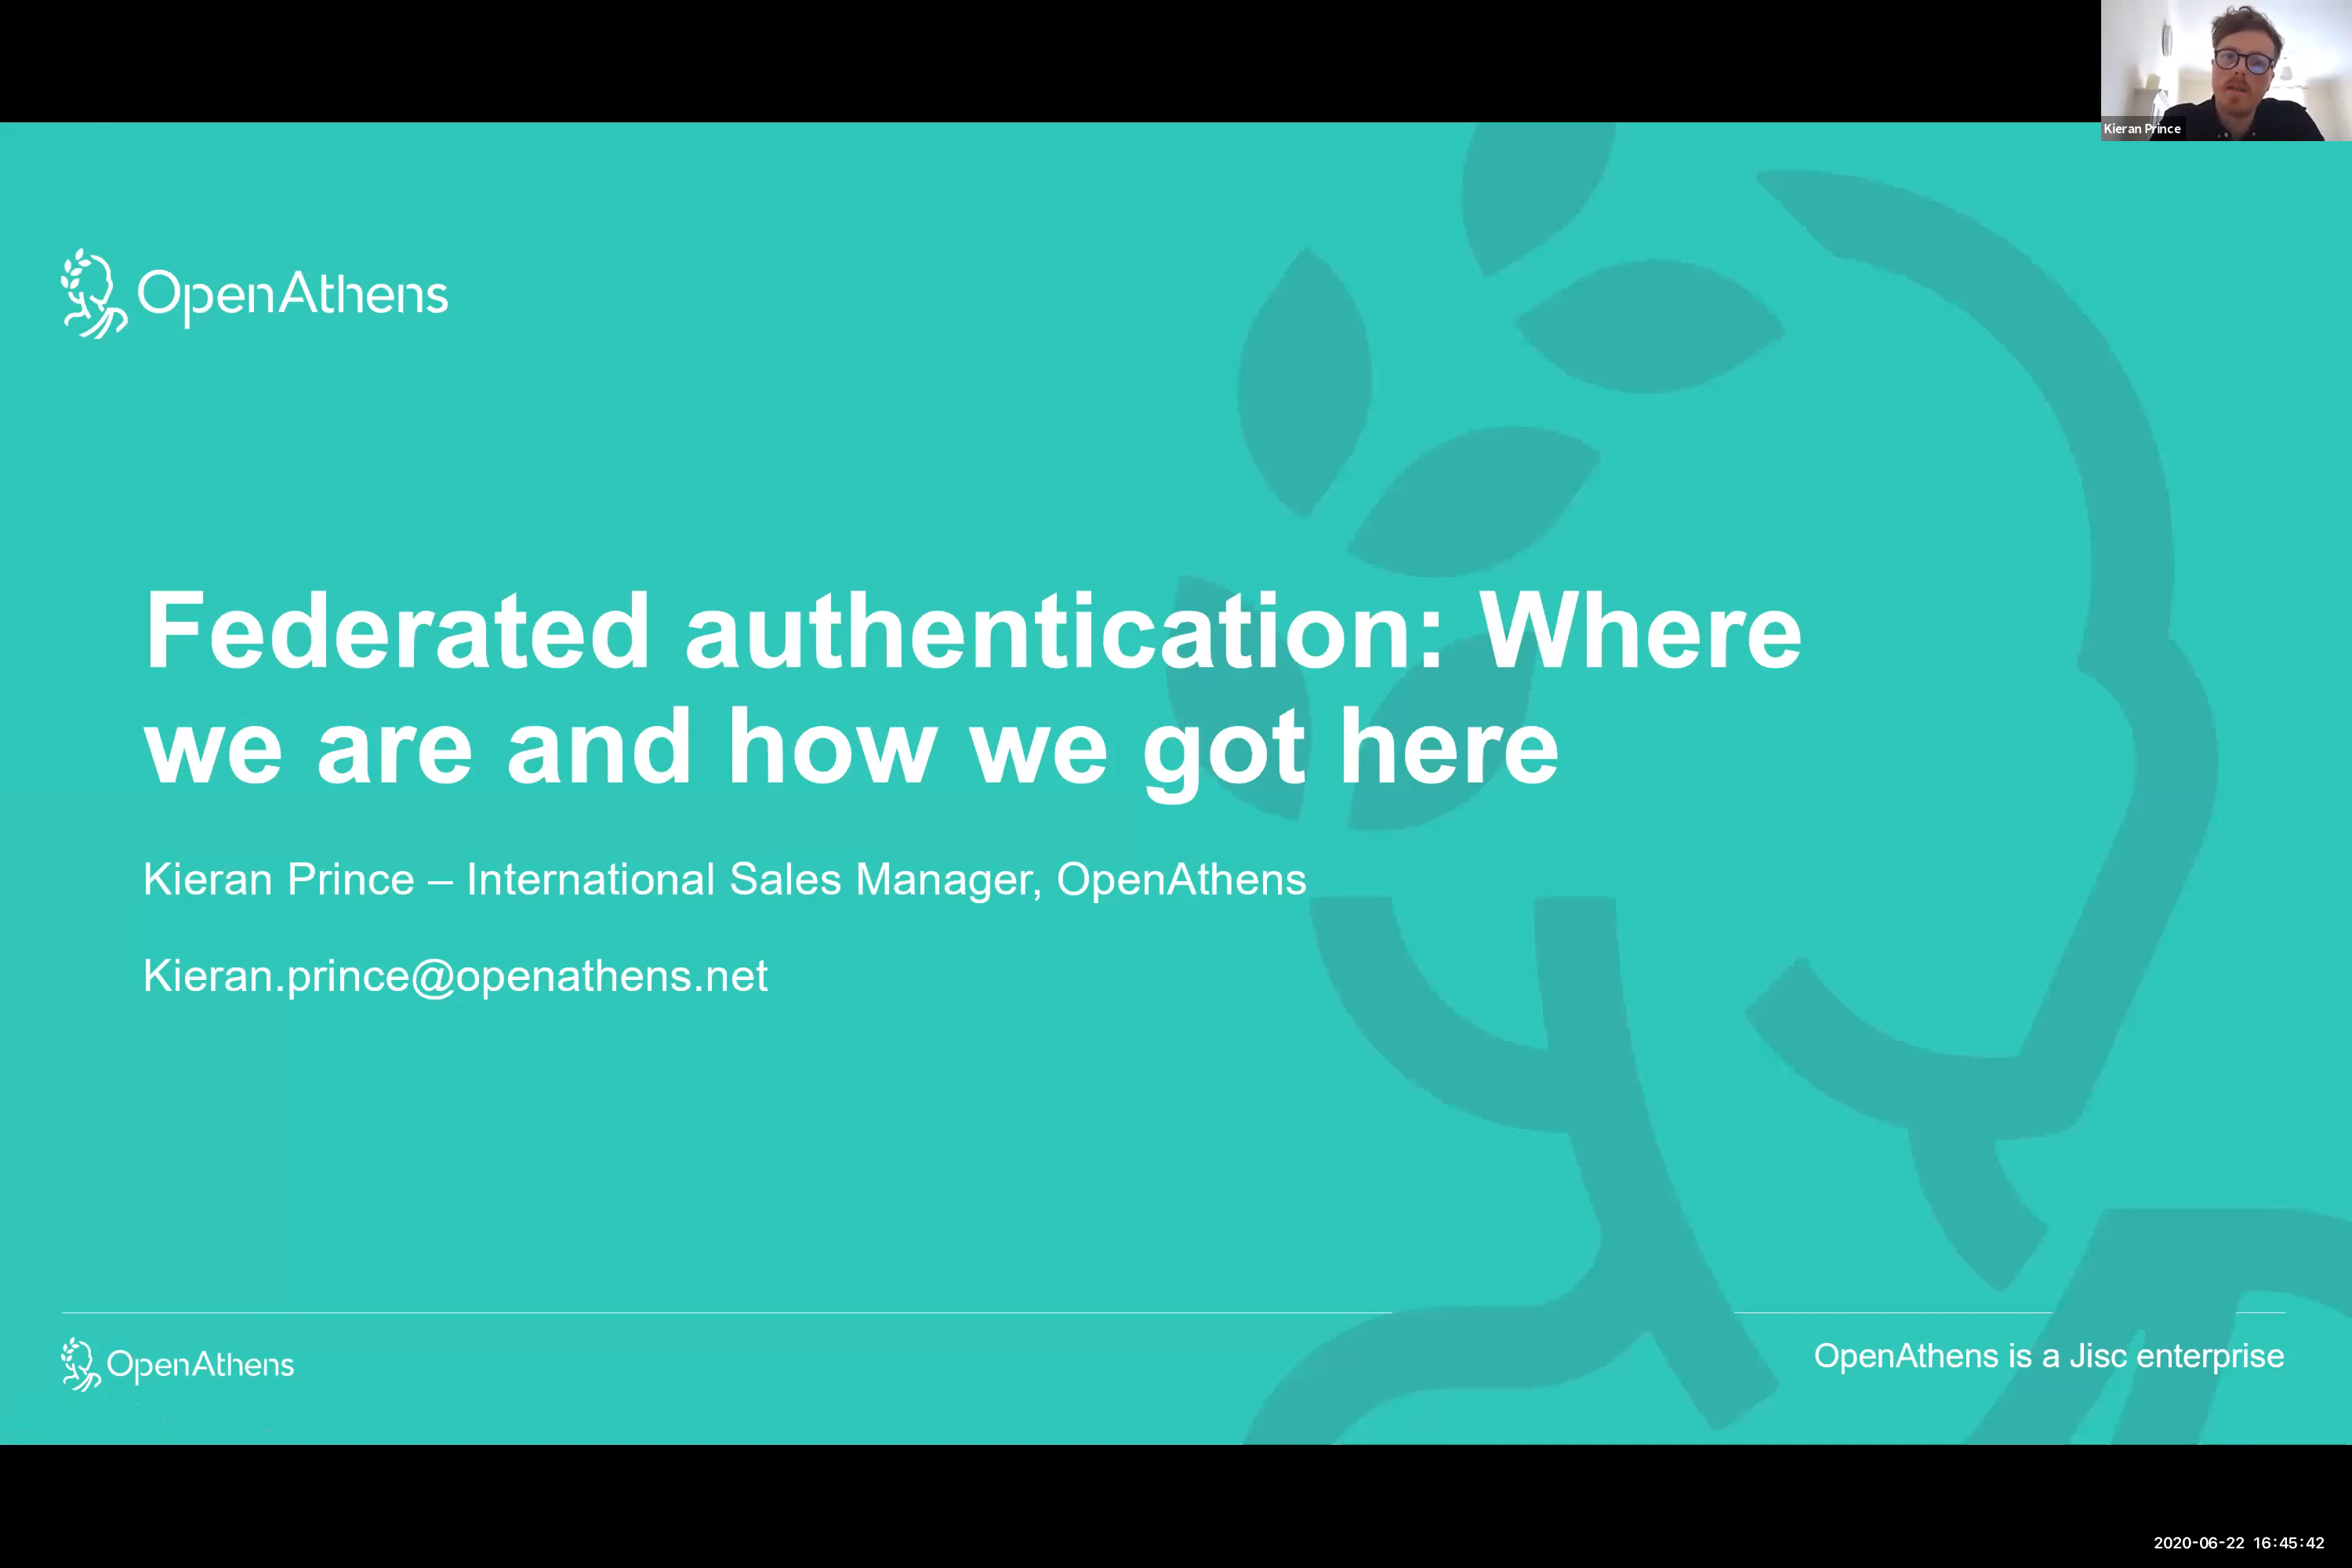 Kieran Prince
OpenAthens
Federated authentication: Where
we are and how we got here
Kieran Prince – International Sales Manager, OpenAthens
Kieran.prince@openathens.net
OpenAthens
OpenAthens is a Jisc enterprise
2020-06-22 16:45:42